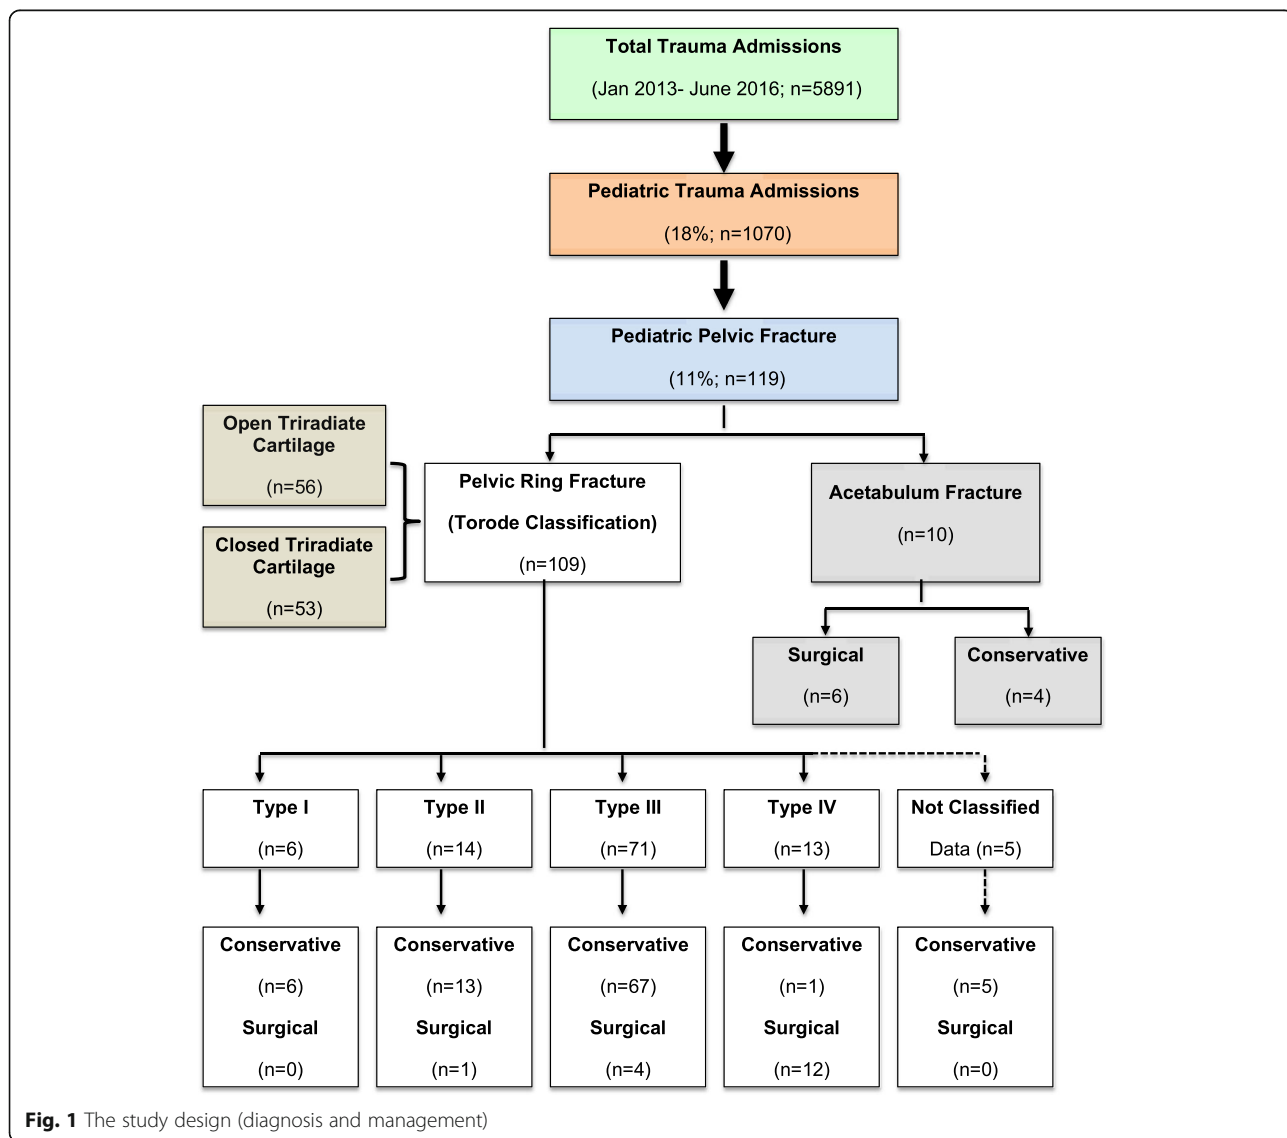 Total Trauma Admissions
(Jan 2013- June 2016; n=5891)
Pediatric Trauma Admissions
(18%; n=1070)
Pediatric Pelvic Fracture
(11%; n=119)
Open Triradiate
Cartilage
(n=56)
Closed Triradiate
Cartilage
(n=53)
Pelvic Ring Fracture
(Torode Classification)
(n=109)
Acetabulum Fracture
(n=10)
Surgical
(n=6)
Conservative
(n=4)
Type I
(n=6)
Type II
(n=14)
Type III
(n=71)
Type IV
(n=13)
Not Classified
Data (n=5)
Conservative
(n=6)
Surgical
(n=0)
Conservative
(n=13)
Surgical
(n=1)
Conservative
(n=67)
Surgical
(n=4)
Conservative
(n=1)
Surgical
(n=12)
Conservative
(n=5)
Surgical
(n=0)
Fig. 1 The study design (diagnosis and management)